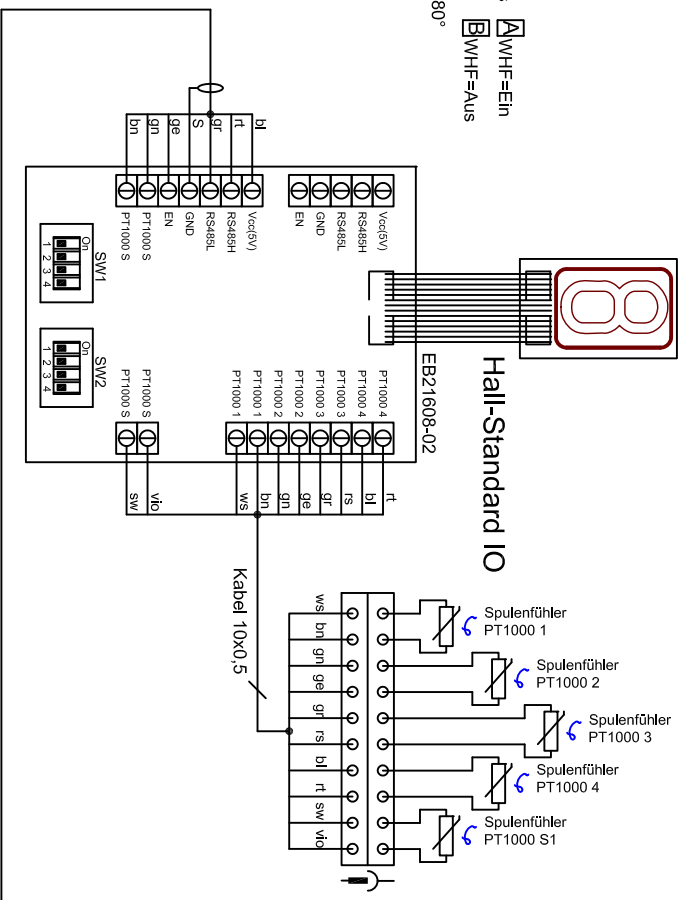 A WHF=Ein
B WHF=Aus
80°
bl
rt
gr
S
ge
gn
bn
Vcc(5V)
RS485H
RS485L
GND
EN
PT1000 S
PT1000 S
Vcc(5V)
RS485H
RS485L
GND
EN
SW1
On
1 2 3 4
SW2
On
1 2 3 4
EB21608-02
Hall-Standard IO
PT1000 4
PT1000 4
PT1000 3
PT1000 3
PT1000 2
PT1000 2
PT1000 1
PT1000 1
PT1000 S
PT1000 S
rt
bl
rs
gr
ge
gn
bn
ws
vio
sw
Kabel 10x0,5
ws
bn
gn
ge
gr
rs
bl
rt
sw
vio
Spulenfühler
PT1000 1
Spulenfühler
PT1000 2
Spulenfühler
PT1000 3
Spulenfühler
PT1000 4
Spulenfühler
PT1000 S1